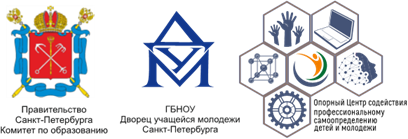 Правительство
Санкт-Петербурга
Комитет по образованию
ГБНОУ
Дворец учащейся молодежи
Санкт-Петербурга
Опорный Центр содействия
профессиональному
самоопределению
детей и молодежи